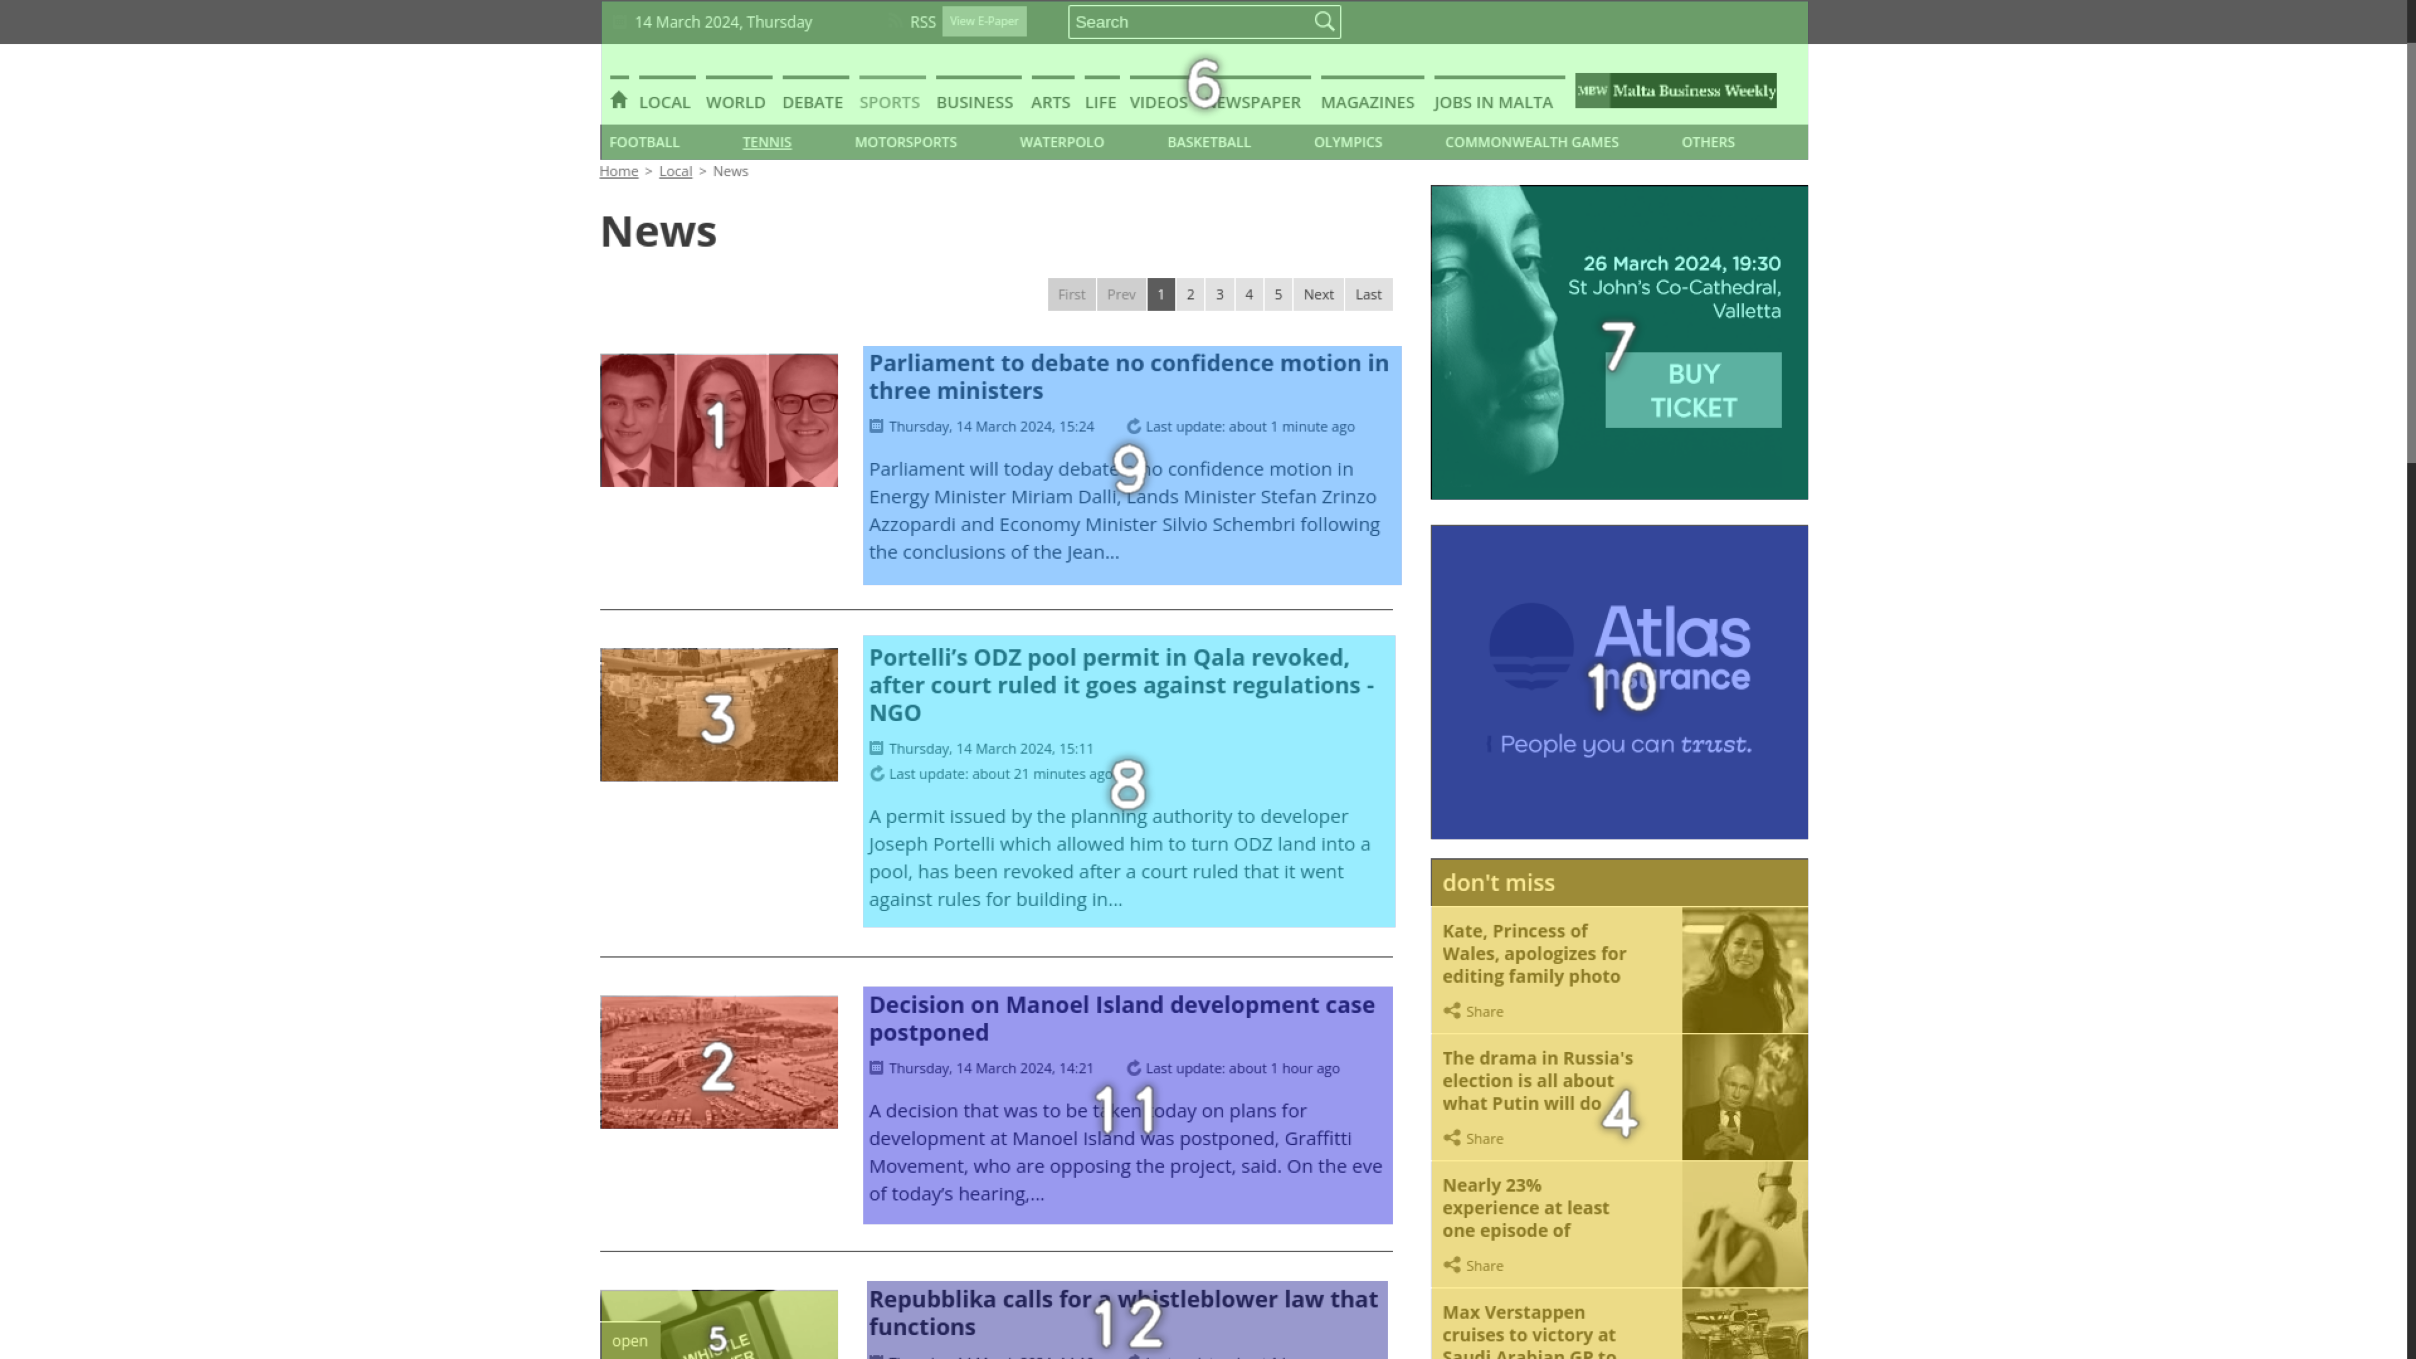 14 March 2024, Thursday
RSS
View E-Paper
Search
6
LOCAL WORLD DEBATE SPORTS BUSINESS ARTS LIFE VIDEOS MAGAZINES JOBS IN MALTA
MBW Malta Business Weekly
FOOTBALL TENNIS MOTORSPORTS WATERPOLO BASKETBALL OLYMPICS COMMONWEALTH GAMES OTHERS
Home > Local > News
News
First Prev 1 2 3 4 5 Next Last
1
Parliament to debate no confidence motion in
three ministers
Thursday, 14 March 2024, 15:24 Last update: about 1 minute ago
9
Parliament will today debate no confidence motion in
Energy Minister Miriam Dalli, Lands Minister Stefan Zrinzo
Azzopardi and Economy Minister Silvio Schembri following
the conclusions of the Jean...
3
Portelli’s ODZ pool permit in Qala revoked,
after court ruled it goes against regulations -
NGO
Thursday, 14 March 2024, 15:11
Last update: about 21 minutes ago
8
A permit issued by the planning authority to developer
Joseph Portelli which allowed him to turn ODZ land into a
pool, has been revoked after a court ruled that it went
against rules for building in...
2
Decision on Manoel Island development case
postponed
Thursday, 14 March 2024, 14:21 Last update: about 1 hour ago
11
A decision that was to be taken today on plans for
development at Manoel Island was postponed, Graffitti
Movement, who are opposing the project, said. On the eve
of today’s hearing,...
open
5
Repubblika calls for a whistleblower law that
functions
12
26 March 2024, 19:30
St John’s Co-Cathedral,
Valletta
7
BUY
TICKET
Atlas
Insurance
10
People you can trust.
don't miss
Kate, Princess of
Wales, apologizes for
editing family photo
Share
The drama in Russia's
election is all about
what Putin will do
4
Share
Nearly 23%
experience at least
one episode of
Share
Max Verstappen
cruises to victory at
Saudi Arabian GP to